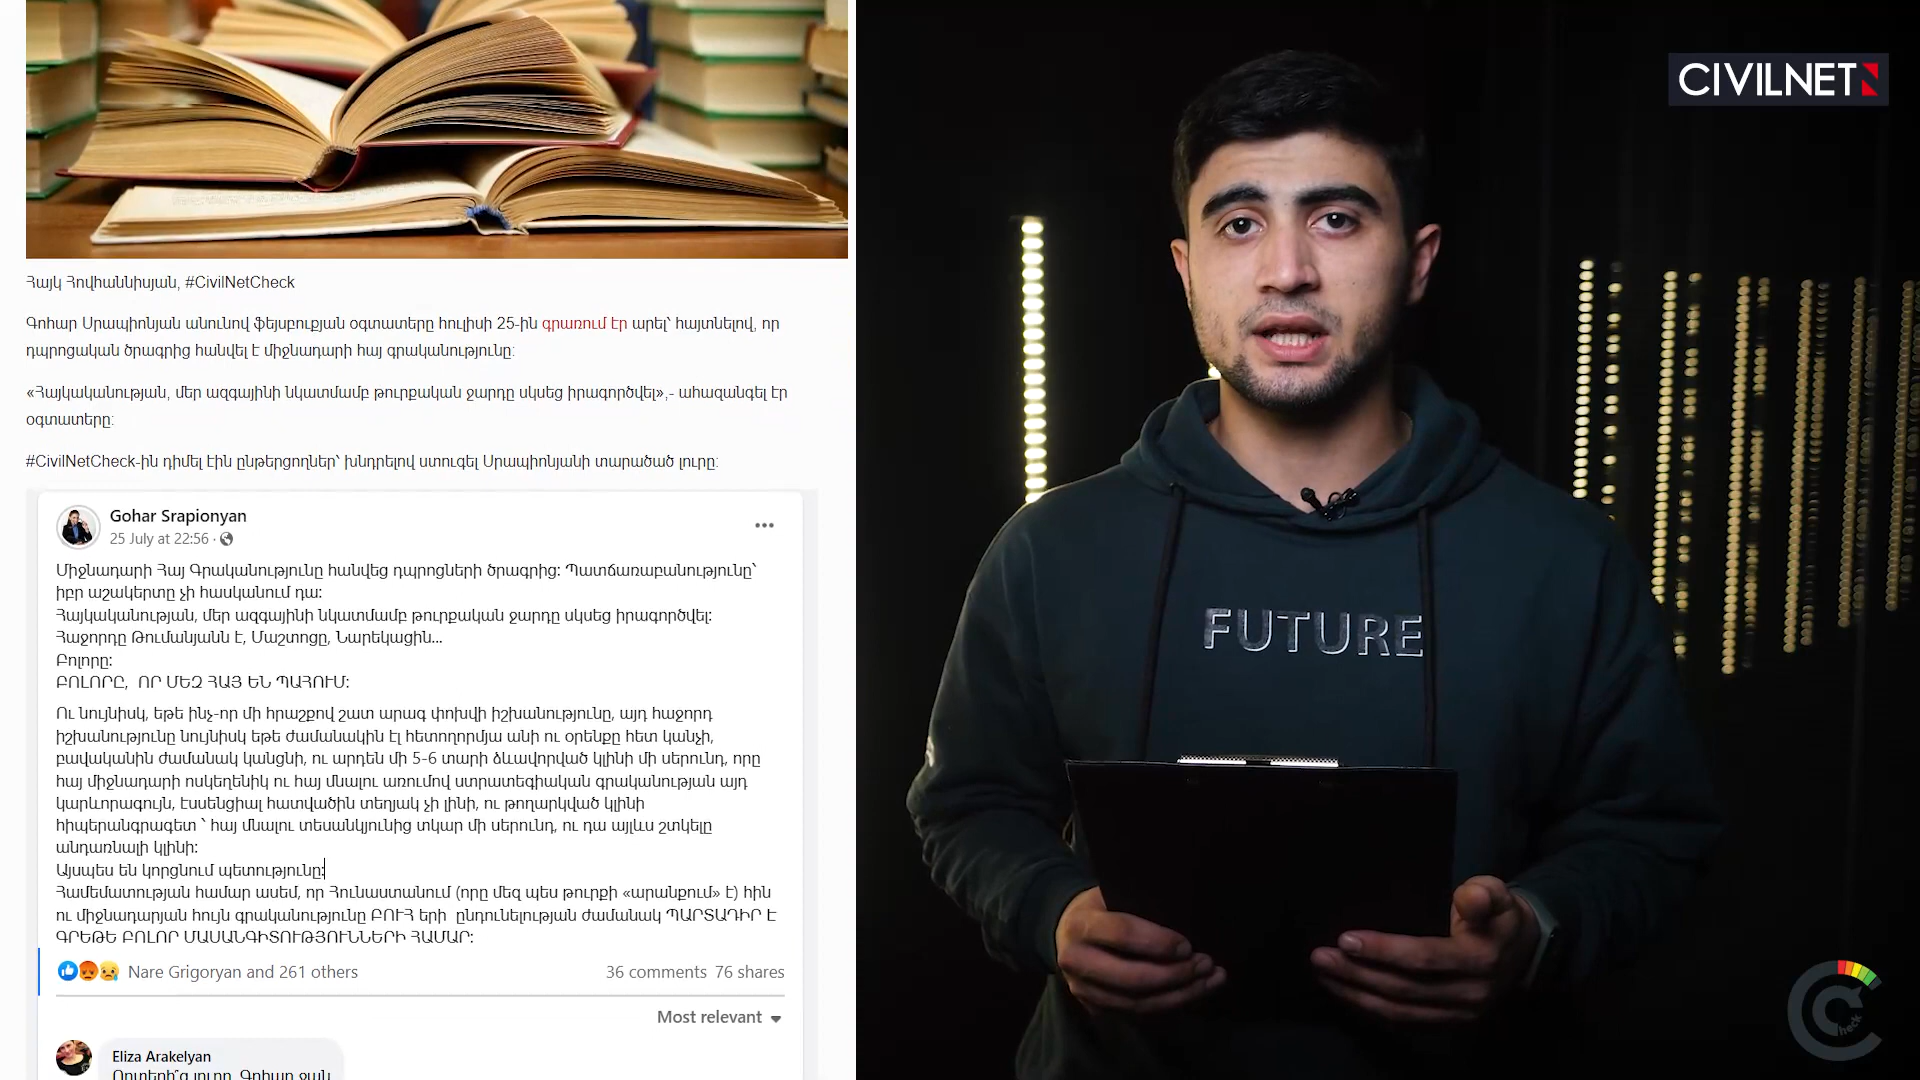 CIVILNET
Հայկ Հովհաննիսյան, #CivilNetCheck
Գոհար Սրապիոնյան անունով ֆեյսբուքյան օգտատերը հուլիսի 25-ին գրառում էր արել՝ հայտնելով, որ
դպրոցական ծրագրից հանվել է միջնադարի հայ գրականությունը։
«Հայկականության, մեր ազգայինի նկատմամբ թուրքական ջարդը սկսեց իրագործվել»,- ահազանգել էր
օգտատերը։
#CivilNetCheck-ին դիմել էին ընթերցողներ՝ խնդրելով ստուգել Սրապիոնյանի տարածած լուրը։
Gohar Srapionyan
25 July at 22:56 ·
Միջնադարի Հայ Գրականությունը հանվեց դպրոցների ծրագրից: Պատճառաբանությունը՝
իբր աշակերտը չի հասկանում դա:
Հայկականության, մեր ազգայինի նկատմամբ թուրքական ջարդը սկսեց իրագործվել:
Հաջորդը Թումանյանն է, Մաշտոցը, Նարեկացին...
Բոլորը:
ԲՈԼՈՐԸ, ՈՐ ՄԵԶ ՀԱՅ ԵՆ ՊԱՀՈՒՄ:
Ու նույնիսկ, եթե ինչ-որ մի հրաշքով շատ արագ փոխվի իշխանությունը, այդ հաջորդ
իշխանությունը նույնիսկ եթե ժամանակին էլ հետողորմյա անի ու օրենքը հետ կանչի,
բավականին ժամանակ կանցնի, ու արդեն մի 5-6 տարի ձևավորված կլինի մի սերունդ, որը
հայ միջնադարի ոսկեղենիկ ու հայ մնալու առումով ստրատեգիական գրականության այդ
կարևորագույն, էսսենցիալ հատվածին տեղյակ չի լինի, ու թողարկված կլինի
հիպերանգրագետ ՝ հայ մնալու տեսանկյունից տկար մի սերունդ, ու դա այլևս շտկելը
անդառնալի կլինի:
Այսպես են կորցնում պետությունը:
Համեմատության համար ասեմ, որ Հունաստանում (որը մեզ պես թուրքի «արանքում» է) հին
ու միջնադարյան հույն գրականությունը ԲՈՒՀ երի ընդունելության ժամանակ ՊԱՐՏԱԴԻՐ Է
ԳՐԵԹԵ ԲՈԼՈՐ ՄԱՍՆԱԳԻՏՈՒԹՅՈՒՆՆԵՐԻ ՀԱՄԱՐ:
Nare Grigoryan and 261 others
36 comments 76 shares
Most relevant
Eliza Arakelyan
FUTURE
check